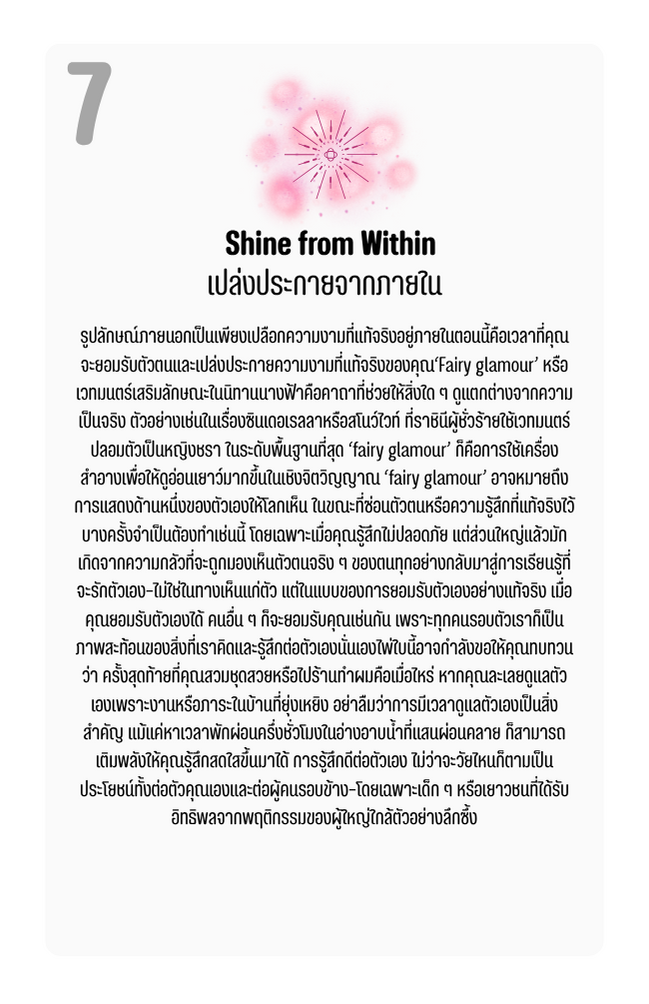 7
Shine from Within
เปล่งประกายจากภายใน
รูปลักษณ์ภายนอกเป็นเพียงเปลือกความงามที่แท้จริงอยู่ภายในตอนนี้คือเวลาที่คุณ
จะยอมรับตัวตนและเปล่งประกายความงามที่แท้จริงของคุณ‘Fairy glamour’ หรือ
เวทมนตร์เสริมลักษณะในนิทานนางฟ้าคือคาถาที่ช่วยให้สิ่งใด ๆ ดูแตกต่างจากความ
เป็นจริง ตัวอย่างเช่นในเรื่องซินเดอเรลลาหรือสโนว์ไวท์ ที่ราชินีผู้ชั่วร้ายใช้เวทมนตร์
ปลอมตัวเป็นหญิงชรา ในระดับพื้นฐานที่สุด ‘fairy glamour’ ก็คือการใช้เครื่อง
สำอางเพื่อให้ดูอ่อนเยาว์มากขึ้นในเชิงจิตวิญญาณ ‘fairy glamour’ อาจหมายถึง
การแสดงด้านหนึ่งของตัวเองให้โลกเห็น ในขณะที่ซ่อนตัวตนหรือความรู้สึกที่แท้จริงไว้
บางครั้งจำเป็นต้องทำเช่นนี้ โดยเฉพาะเมื่อคุณรู้สึกไม่ปลอดภัย แต่ส่วนใหญ่แล้วมัก
เกิดจากความกลัวที่จะถูกมองเห็นตัวตนจริง ๆ ของตนทุกอย่างกลับมาสู่การเรียนรู้ที่
จะรักตัวเอง-ไม่ใช่ในทางเห็นแก่ตัว แต่ในแบบของการยอมรับตัวเองอย่างแท้จริง เมื่อ
คุณยอมรับตัวเองได้ คนอื่น ๆ ก็จะยอมรับคุณเช่นกัน เพราะทุกคนรอบตัวเราก็เป็น
ภาพสะท้อนของสิ่งที่เราคิดและรู้สึกต่อตัวเองนั่นเองไพ่ใบนี้อาจกำลังขอให้คุณทบทวน
ว่า ครั้งสุดท้ายที่คุณสวมชุดสวยหรือไปร้านทำผมคือเมื่อไหร่ หากคุณละเลยดูแลตัว
เองเพราะงานหรือภาระในบ้านที่ยุ่งเหยิง อย่าลืมว่าการมีเวลาดูแลตัวเองเป็นสิ่ง
สำคัญ แม้แค่หาเวลาพักผ่อนครึ่งชั่วโมงในอ่างอาบน้ำที่แสนผ่อนคลาย ก็สามารถ
เติมพลังให้คุณรู้สึกสดใสขึ้นมาได้ การรู้สึกดีต่อตัวเอง ไม่ว่าจะวัยไหนก็ตามเป็น
ประโยชน์ทั้งต่อตัวคุณเองและต่อผู้คนรอบข้าง-โดยเฉพาะเด็ก ๆ หรือเยาวชนที่ได้รับ
อิทธิพลจากพฤติกรรมของผู้ใหญ่ใกล้ตัวอย่างลึกซึ้ง